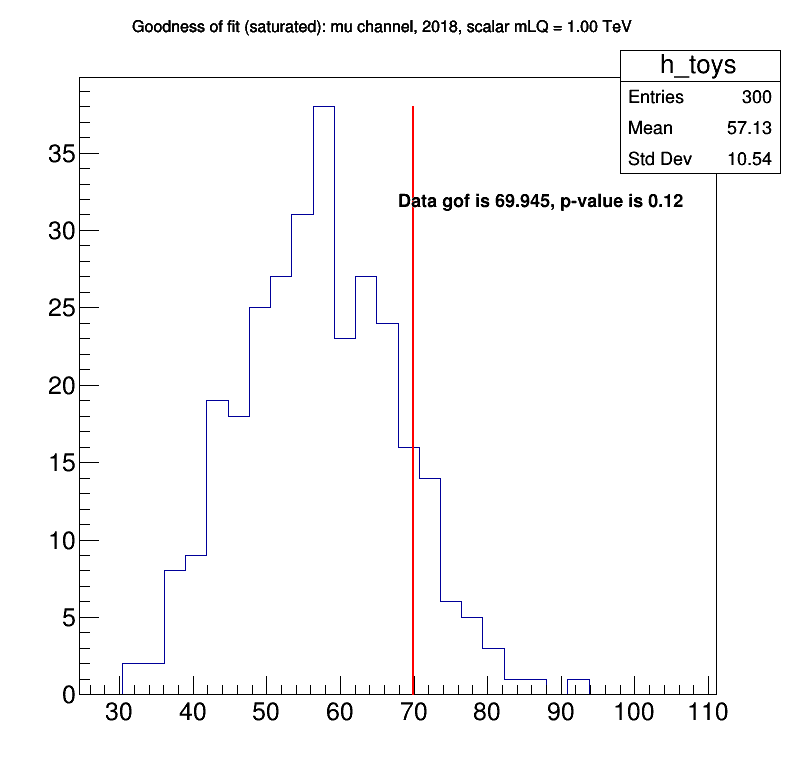 Goodness of fit (saturated): mu channel, 2018, scalar mLQ = 1.00 TeV
h_toys
Entries 300
Mean 57.13
Std Dev 10.54
Data gof is 69.945, p-value is 0.12
35
30
25
20
15
10
5
0
30 40 50 60 70 80 90 100 110